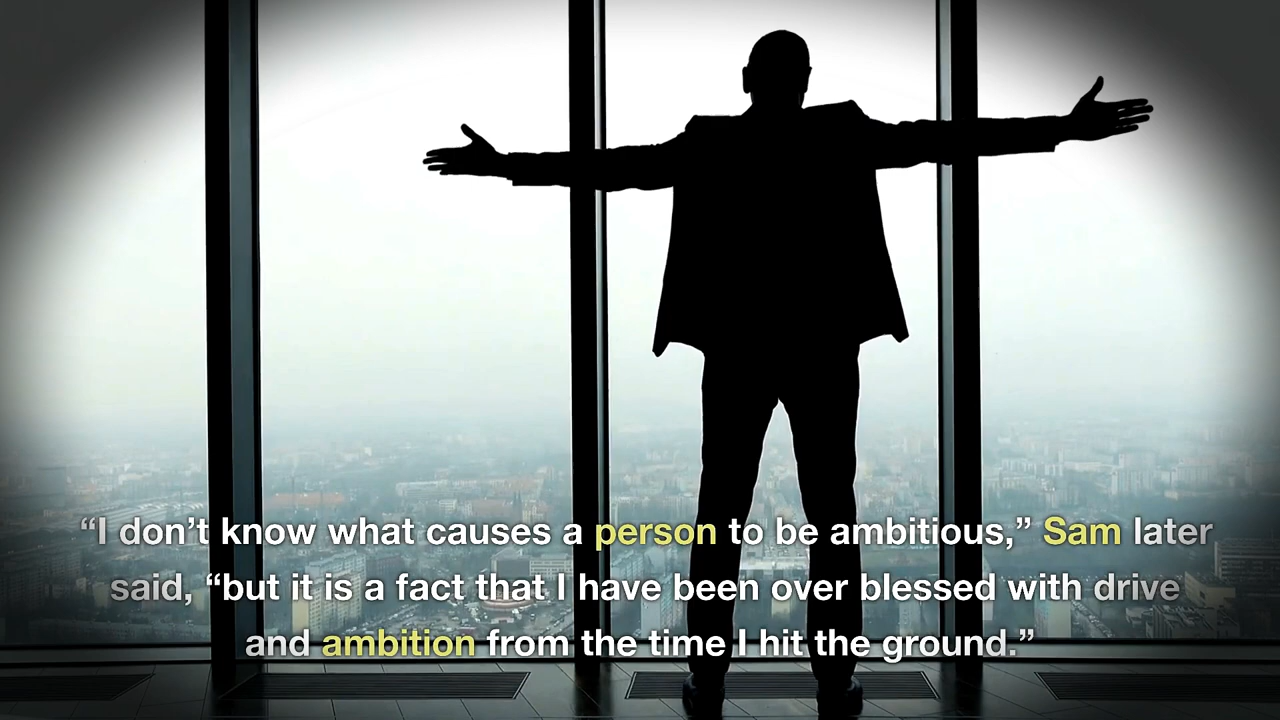 “I don’t know what causes a person to be ambitious,” Sam later
said, “but it is a fact that I have been over blessed with drive
and ambition from the time I hit the ground.”